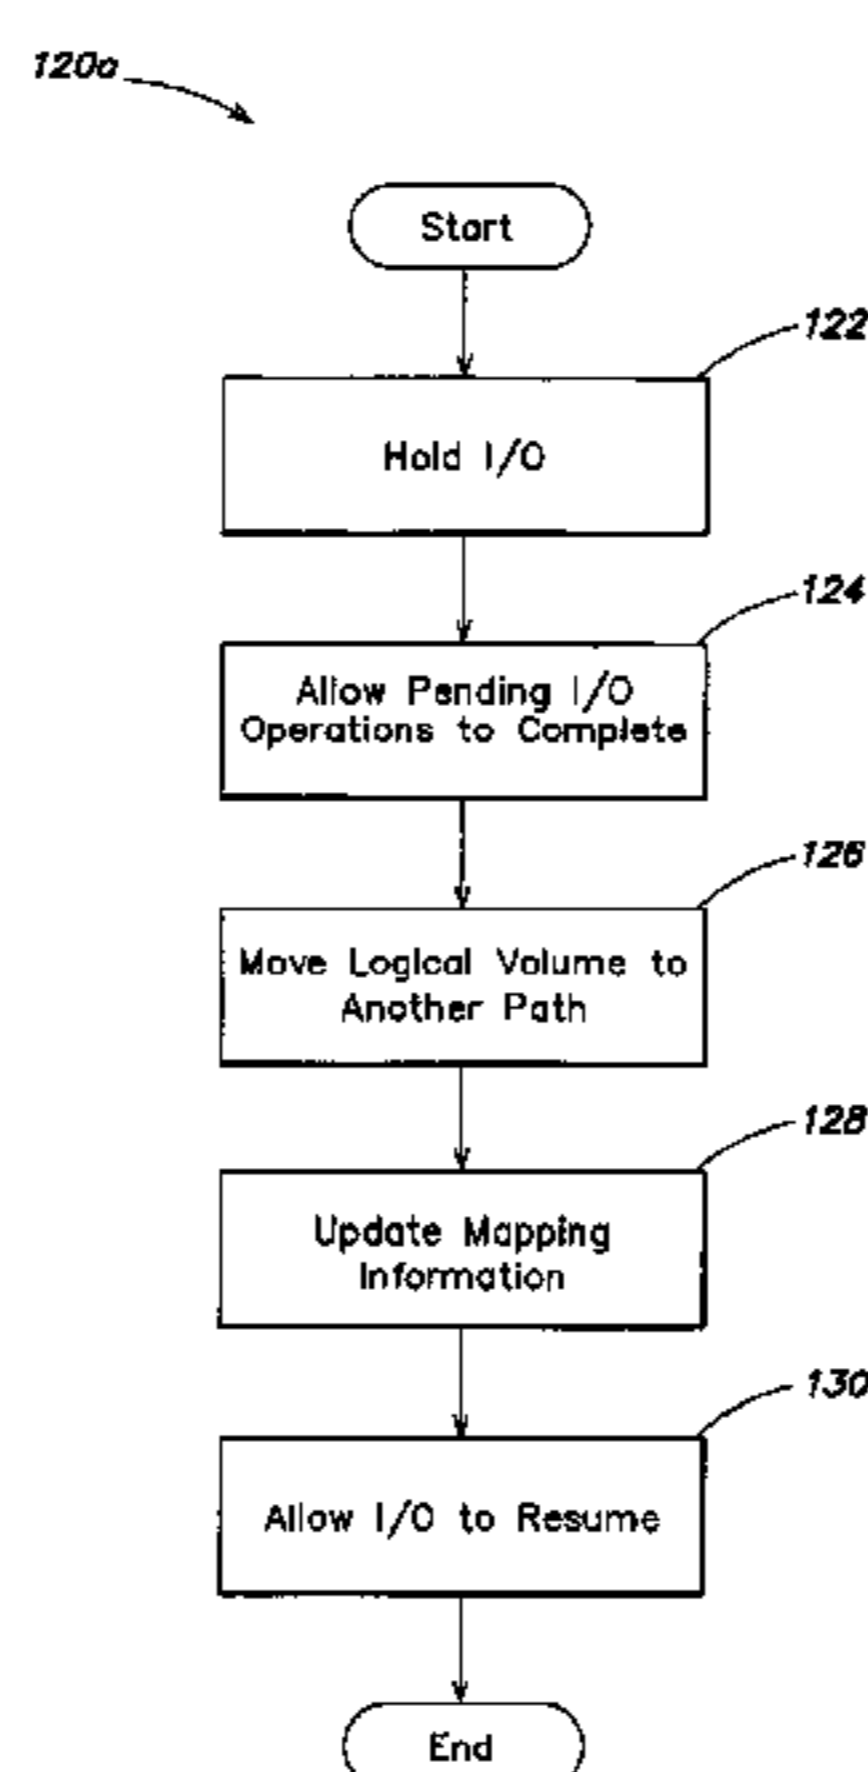 120a
Start
122
Hold I/O
124
Allow Pending I/O
Operations to Complete
126
Move Logical Volume to
Another Path
128
Update Mapping
Information
130
Allow I/O to Resume
End